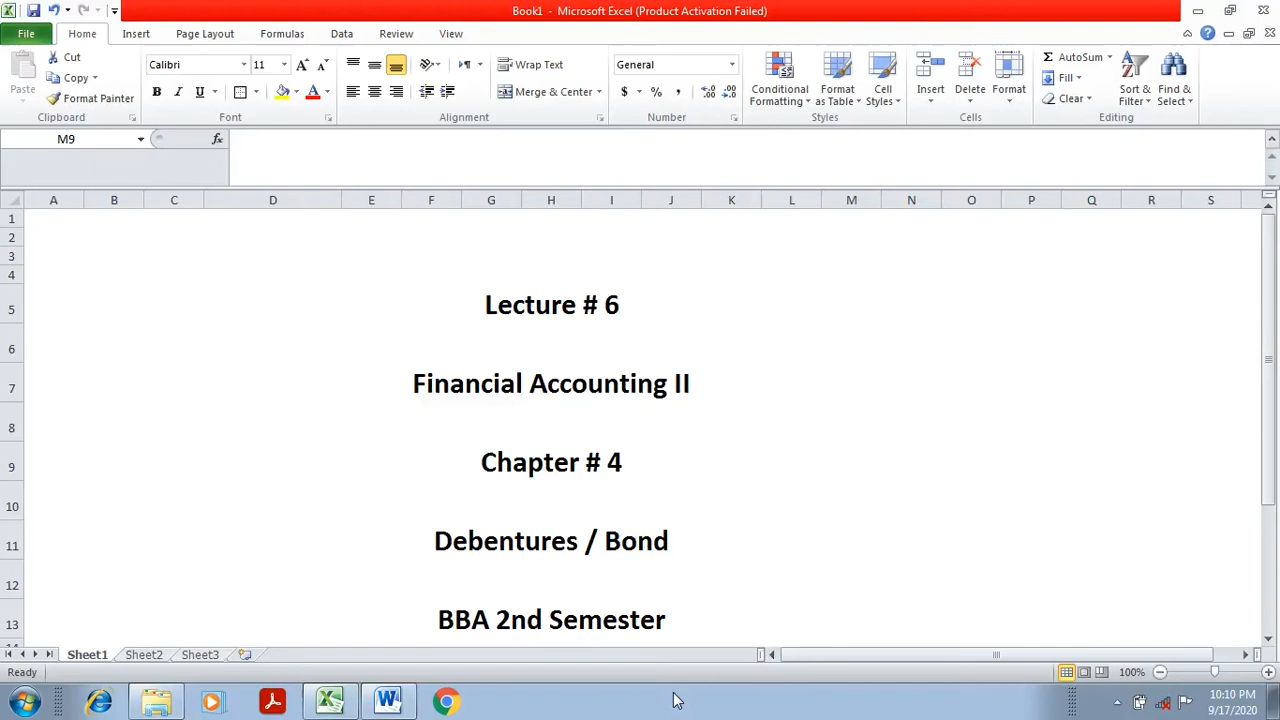 Book1 - Microsoft Excel (Product Activation Failed)
File Home Insert Page Layout Formulas Data Review View
Paste
Cut
Copy
Format Painter
Clipboard
Calibri 11
B I U
Font
Wrap Text
Merge & Center
Alignment
General
$ % ,
Number
Conditional Formatting
Format as Table
Cell Styles
Styles
Insert
Delete
Format
Cells
AutoSum
Fill
Clear
Sort & Filter
Find & Select
Editing
M9 fx
A B C D E F G H I J K L M N O P Q R S
1
2
3
4
5 Lecture # 6
6
7 Financial Accounting II
8
9 Chapter # 4
10
11 Debentures / Bond
12
13 BBA 2nd Semester
14
Sheet1 Sheet2 Sheet3
Ready
100%
10:10 PM
9/17/2020